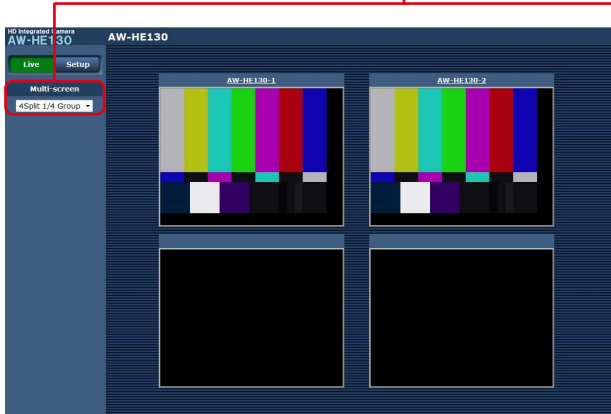 HD Integrated Camera
AW-HE130
AW-HE130
Live
Setup
Multi-screen
4Split 1/4 Group
AW-HE130-1
AW-HE130-2